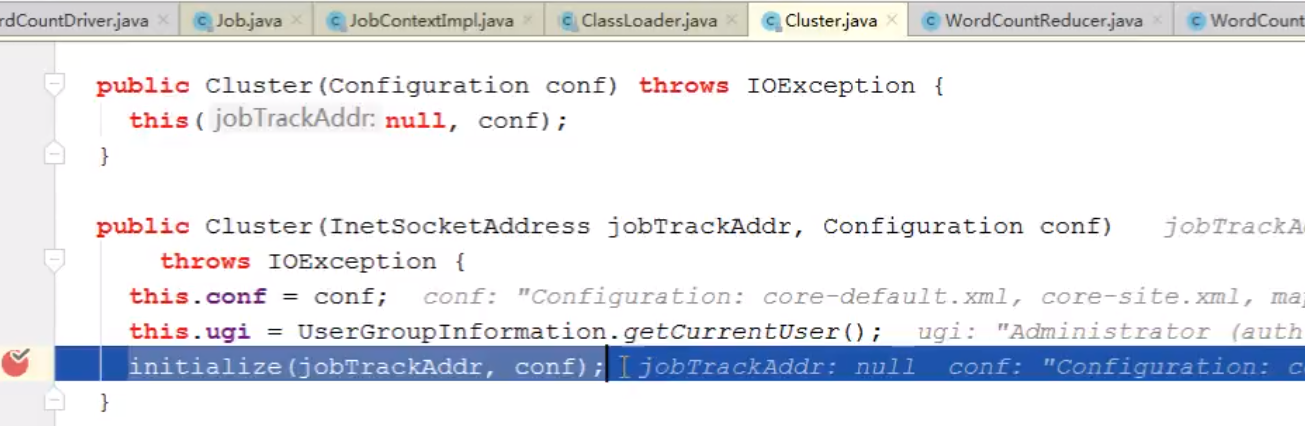 rdCountDriver.java Job.java JobContextImpl.java ClassLoader.java Cluster.java WordCountReducer.java WordCount
public Cluster(Configuration conf) throws IOException {
this( jobTrackAddr: null, conf);
}
public Cluster(InetSocketAddress jobTrackAddr, Configuration conf) jobTrackA
throws IOException {
this.conf = conf; conf: "Configuration: core-default.xml, core-site.xml, ma
this.ugi = UserGroupInformation.getCurrentUser(); ugi: "Administrator (auth
initialize(jobTrackAddr, conf); jobTrackAddr: null conf: "Configuration: c
}